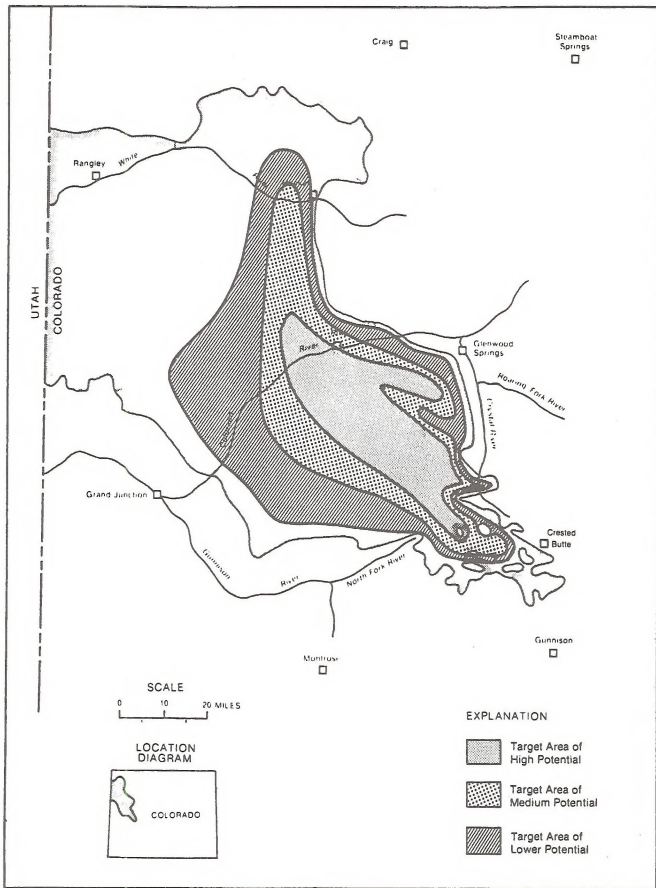 Craig
Steamboat
Springs
Rangley
White
UTAH
COLORADO
River
Glenwood
Springs
Roaring Fork River
Crystal River
Colorado
Grand Junction
Gunnison
River
North Fork River
Crested
Butte
Montrose
Gunnison
SCALE
0 10 20 MILES
LOCATION
DIAGRAM
COLORADO
EXPLANATION
Target Area of
High Potential
Target Area of
Medium Potential
Target Area of
Lower Potential